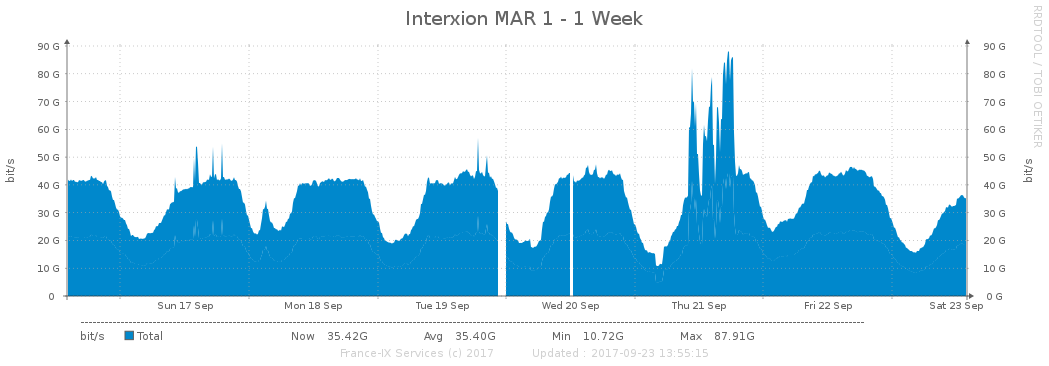 Interxion MAR 1 - 1 Week
RRDTOOL / TOBI OETIKER
bit/s
90 G 90 G
80 G 80 G
70 G 70 G
60 G 60 G
50 G 50 G
40 G 40 G
30 G 30 G
20 G 20 G
10 G 10 G
0 0 G
bit/s
Sun 17 Sep Mon 18 Sep Tue 19 Sep Wed 20 Sep Thu 21 Sep Fri 22 Sep Sat 23 Sep
bit/s Total Now 35.42G Avg 35.40G Min 10.72G Max 87.91G
France-IX Services (c) 2017 Updated : 2017-09-23 13:55:15